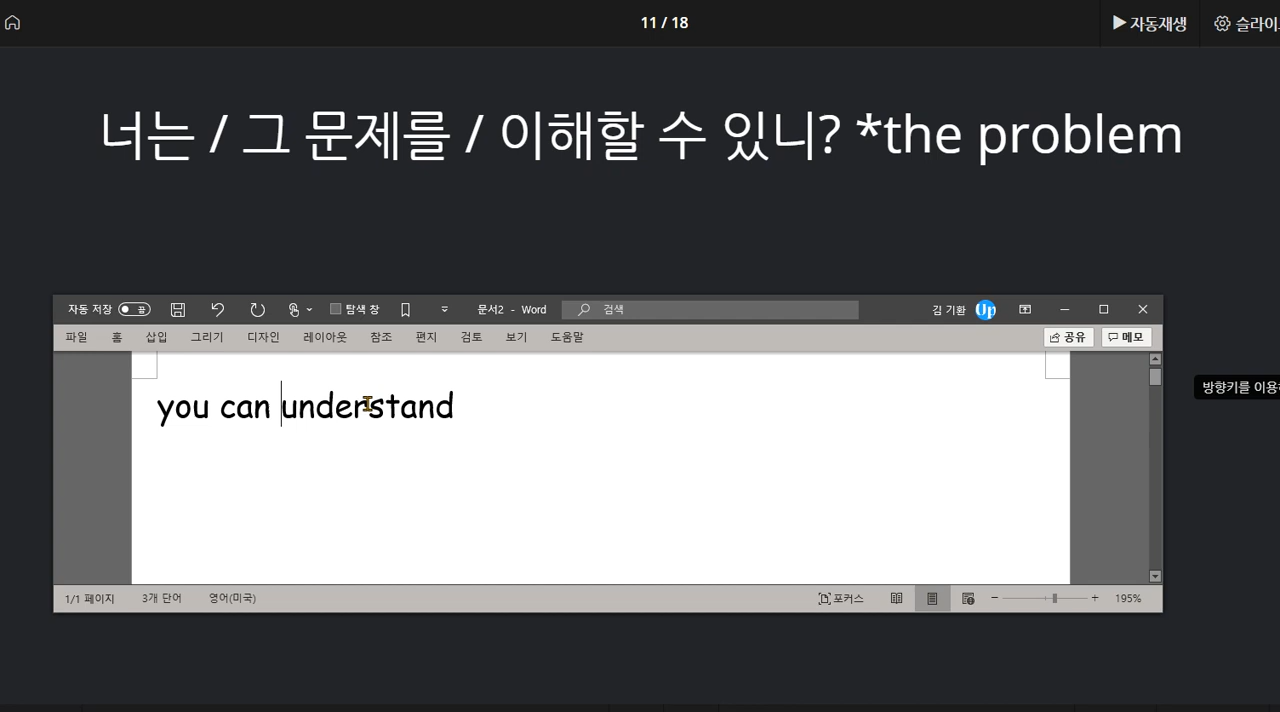 11 / 18
▶ 자동재생
슬라이
너는 / 그 문제를 / 이해할 수 있니? *the problem
자동 저장 끔
탐색 창
문서2 - Word
검색
김 기환
Up
파일 홈 삽입 그리기 디자인 레이아웃 참조 편지 검토 보기 도움말
공유
메모
you can understand
방향키를 이용
1/1 페이지 3개 단어 영어(미국)
포커스
195%